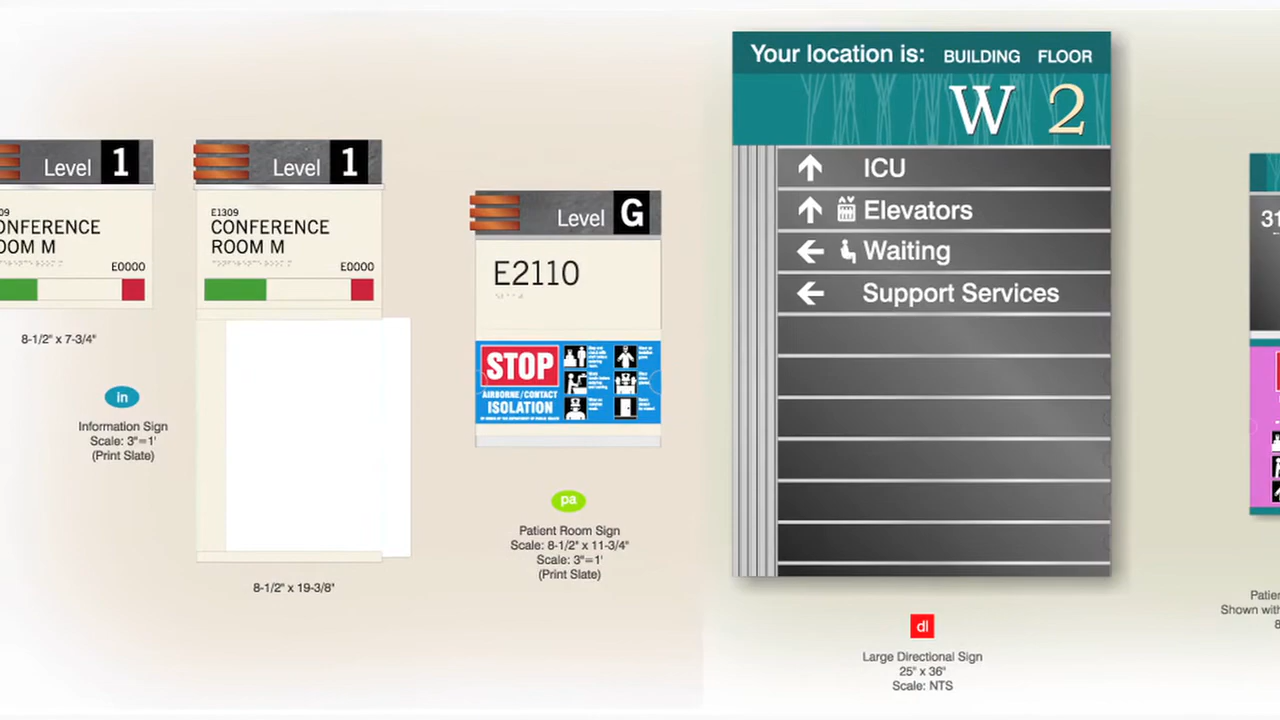 Level 1
09
ONFERENCE
OOM M
E0000
8-1/2" x 7-3/4"
in
Information Sign
Scale: 3"=1'
(Print Slate)
Level 1
E1309
CONFERENCE
ROOM M
E0000
8-1/2" x 19-3/8"
Level G
E2110
STOP
AIRBORNE/CONTACT
ISOLATION
pa
Patient Room Sign
Scale: 8-1/2" x 11-3/4"
Scale: 3"=1'
(Print Slate)
Your location is: BUILDING FLOOR
W 2
ICU
Elevators
Waiting
Support Services
dl
Large Directional Sign
25" x 36"
Scale: NTS
31
Patie
Shown with
8